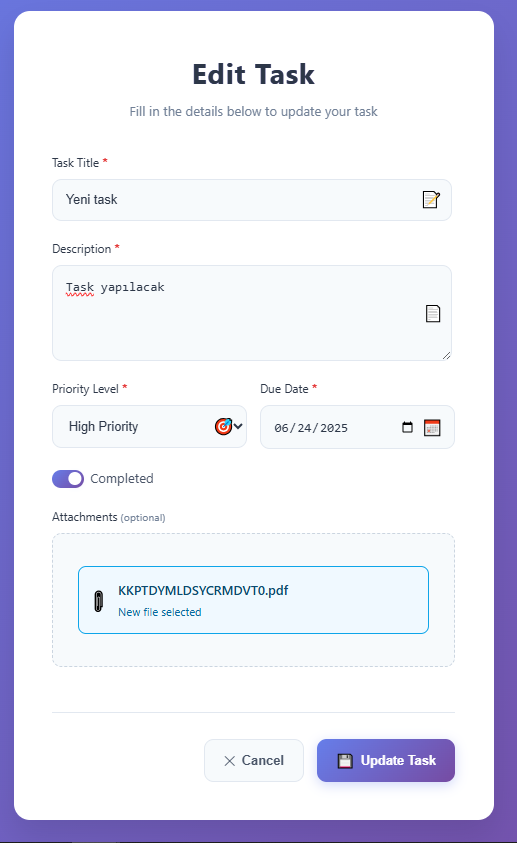 Edit Task
Fill in the details below to update your task
Task Title *
Yeni task
Description *
Task yapılacak
Priority Level *
Due Date *
High Priority
06/24/2025
Completed
Attachments (optional)
KKPTDYMLDSYCRMDVT0.pdf
New file selected
Cancel
Update Task